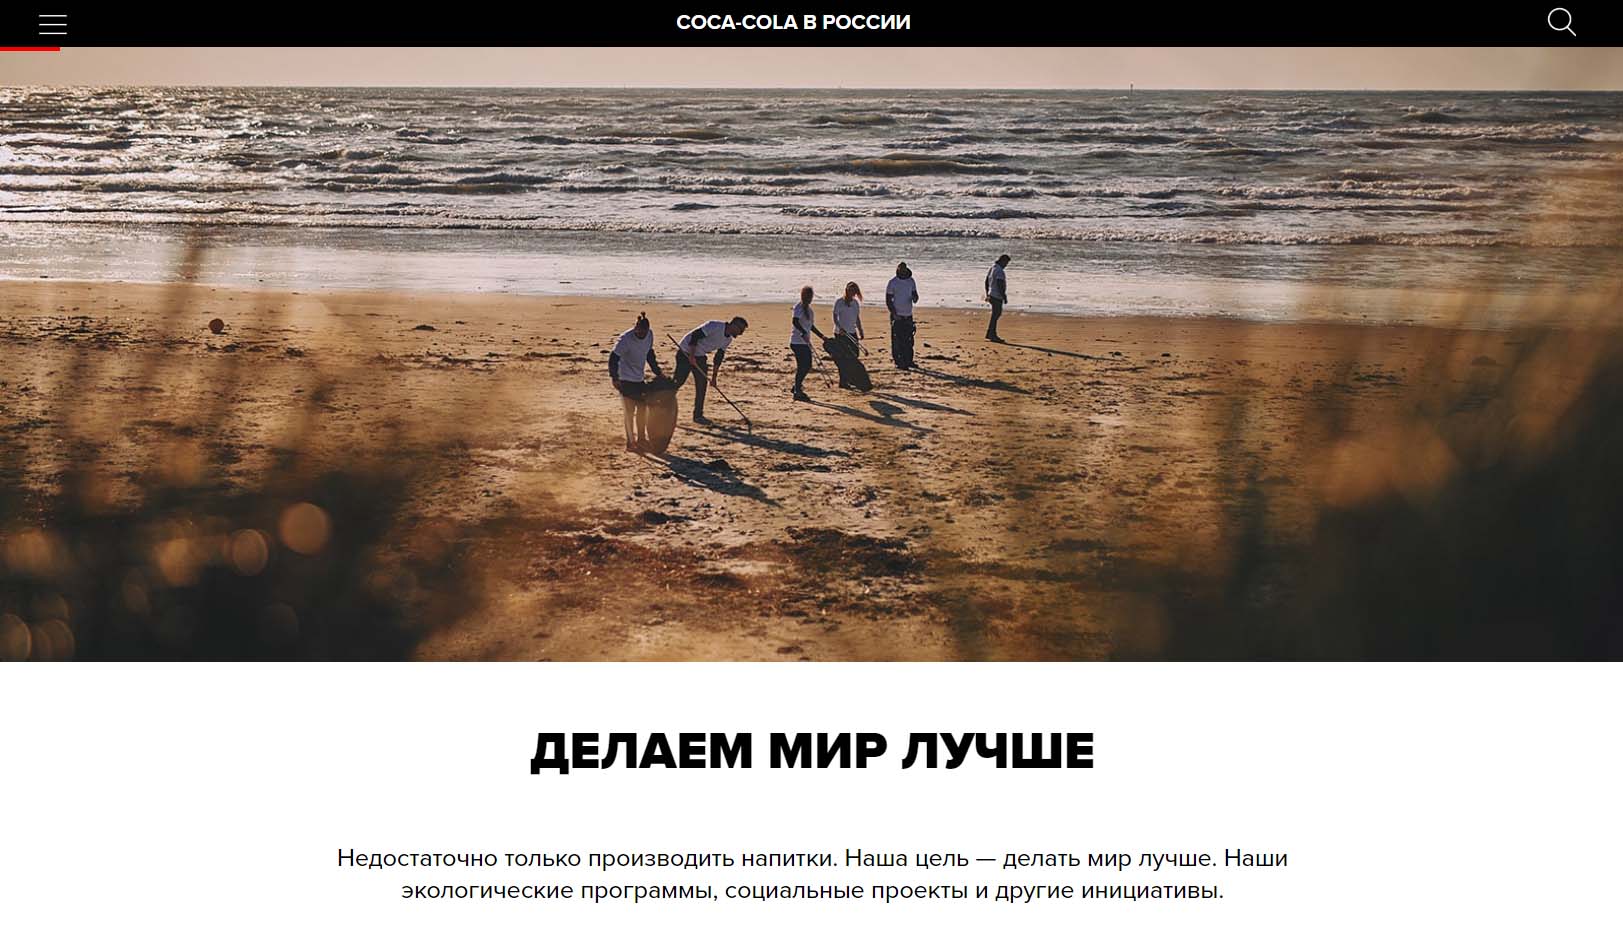 COCA-COLA В РОССИИ
ДЕЛАЕМ МИР ЛУЧШЕ
Недостаточно только производить напитки. Наша цель — делать мир лучше. Наши
экологические программы, социальные проекты и другие инициативы.